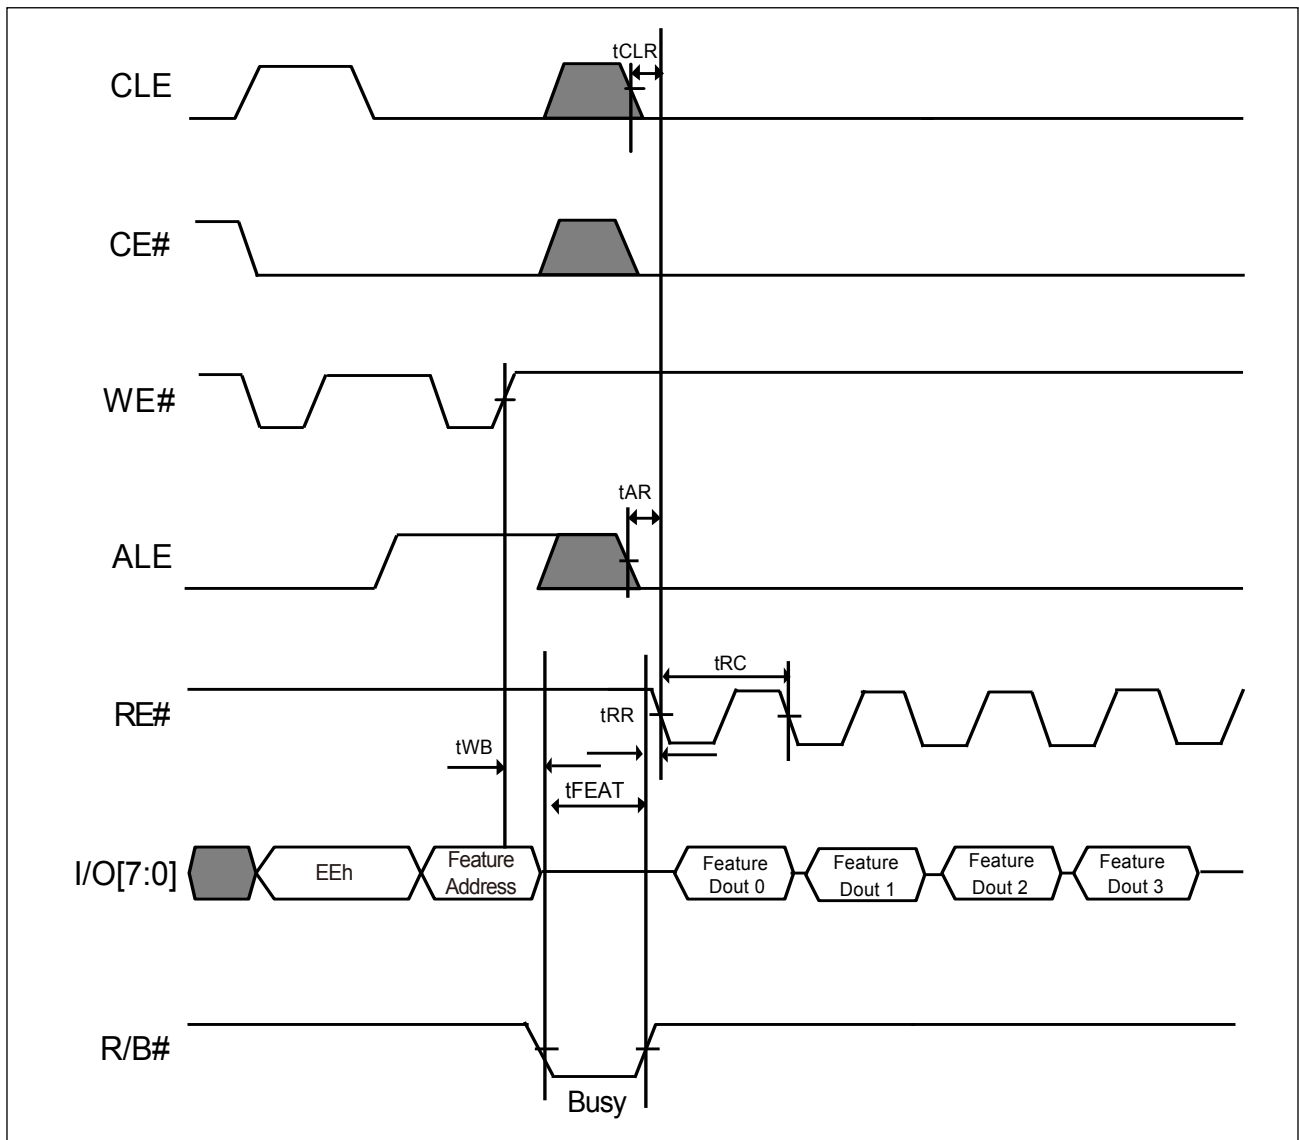 tCLR
CLE
CE#
WE#
tAR
ALE
tRC
RE#
tRR
tWB
tFEAT
I/O[7:0]
EEh
Feature
Address
Feature
Dout 0
Feature
Dout 1
Feature
Dout 2
Feature
Dout 3
R/B#
Busy